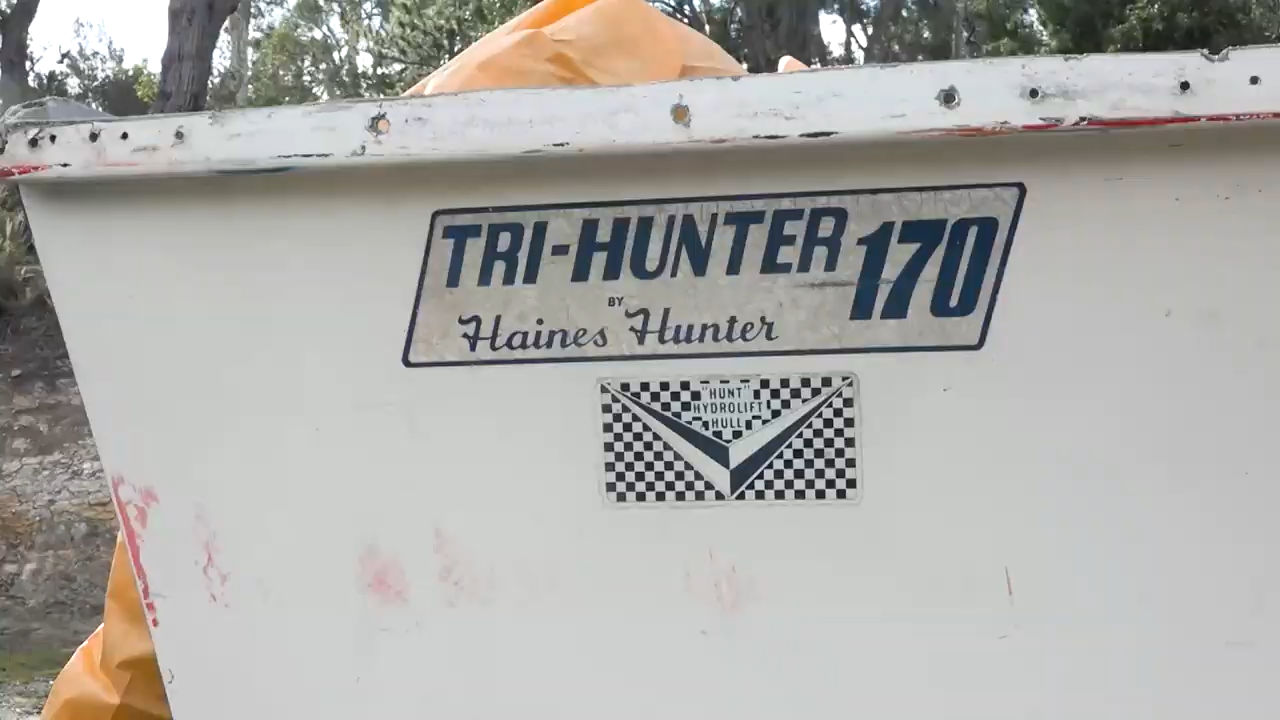 TRI-HUNTER 170
BY
Haines Hunter
"HUNT"
HYDROLIFT
HULL